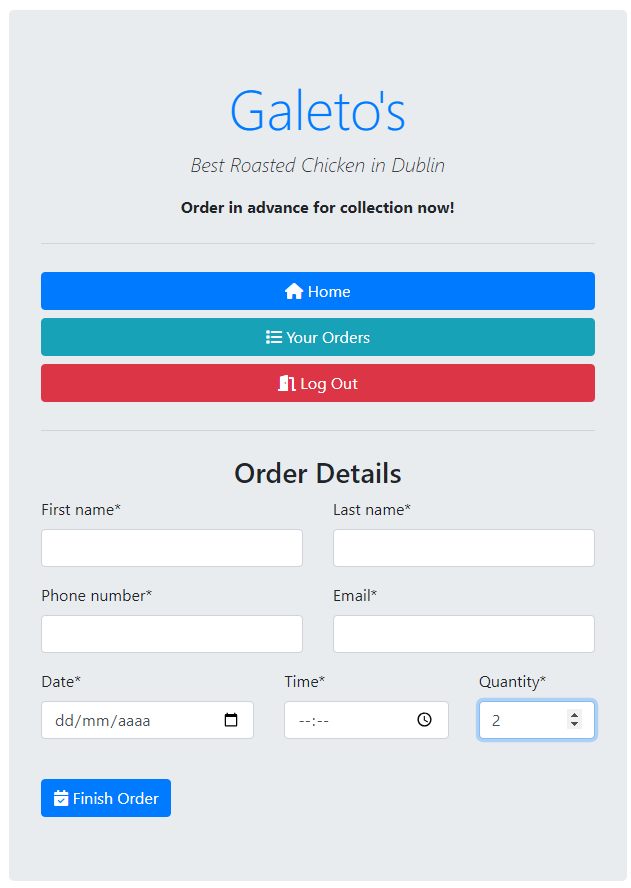 Galeto's
Best Roasted Chicken in Dublin
Order in advance for collection now!
Home
Your Orders
Log Out
Order Details
First name* Last name*
Phone number* Email*
Date* Time* Quantity*
dd/mm/aaaa --:-- 2
Finish Order